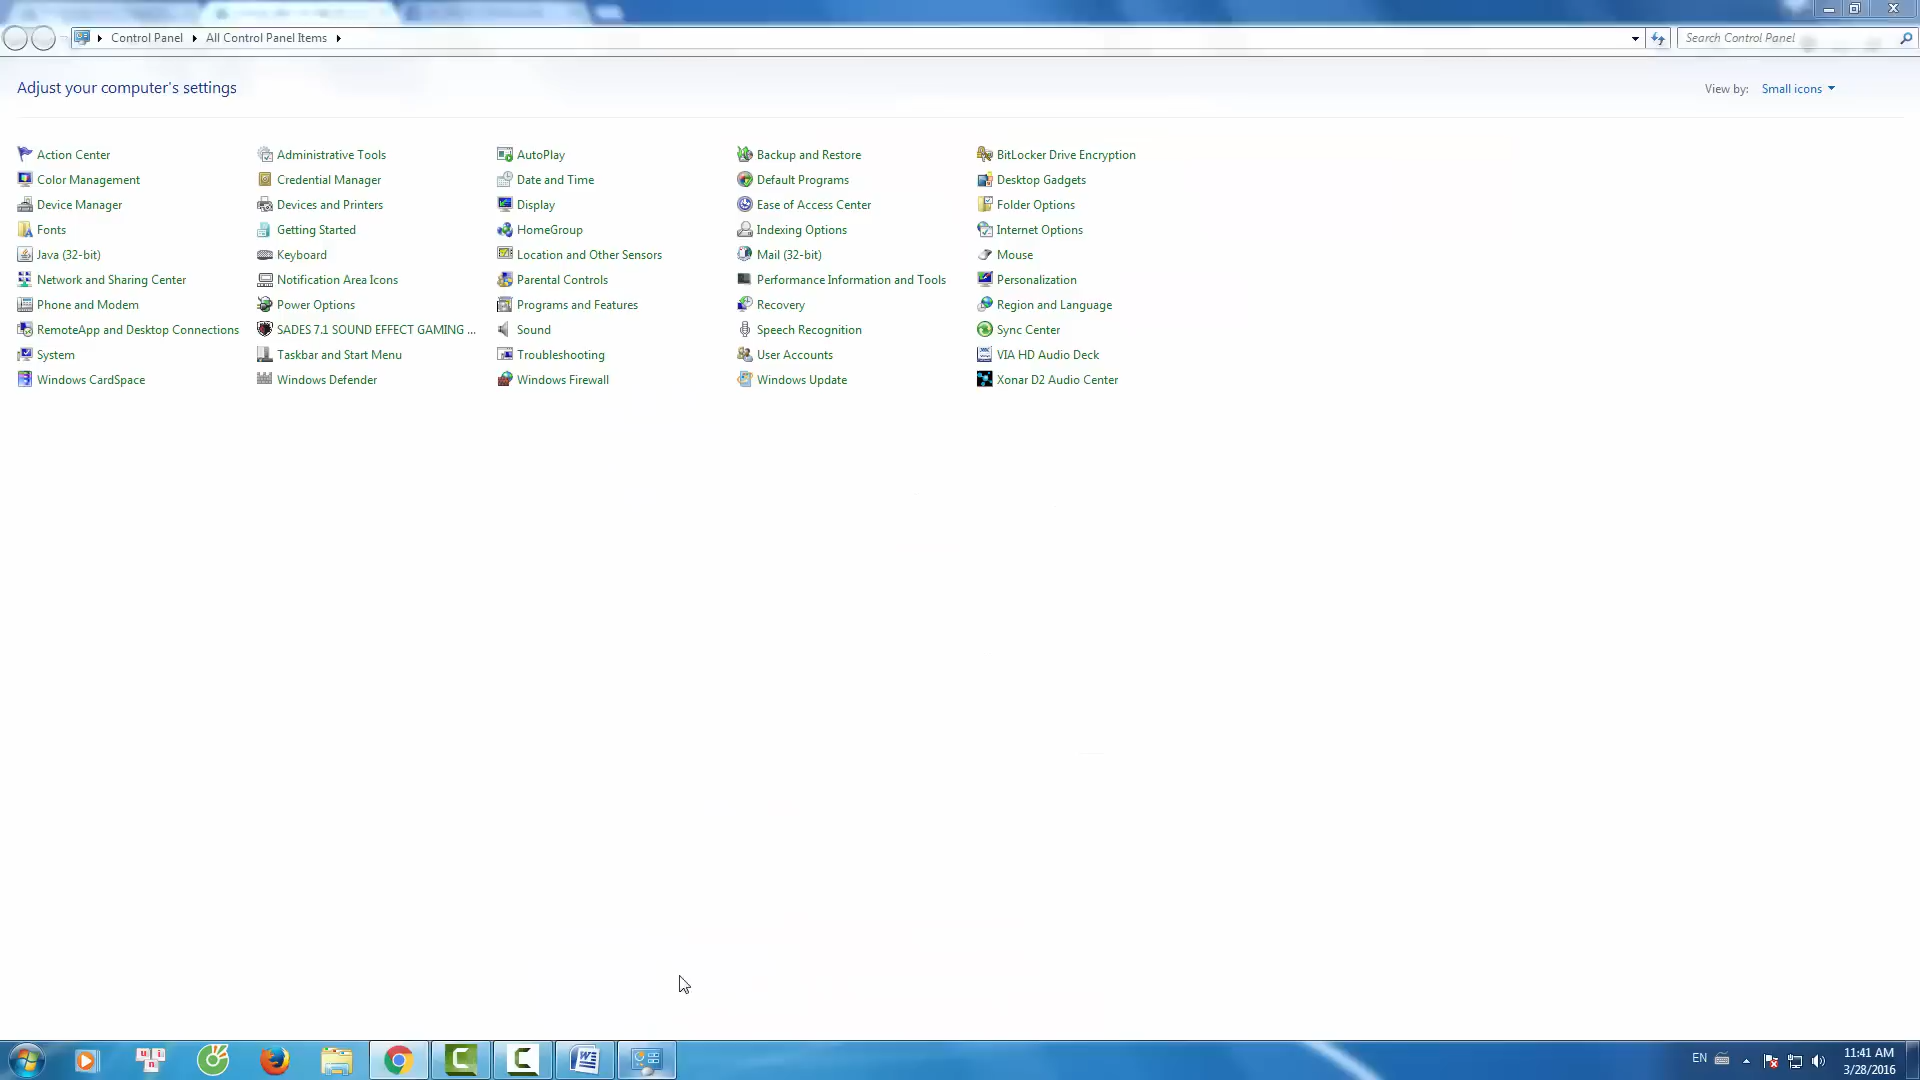 Control Panel All Control Panel Items Search Control Panel
Adjust your computer's settings View by: Small icons
Action Center Administrative Tools AutoPlay Backup and Restore BitLocker Drive Encryption
Color Management Credential Manager Date and Time Default Programs Desktop Gadgets
Device Manager Devices and Printers Display Ease of Access Center Folder Options
Fonts Getting Started HomeGroup Indexing Options Internet Options
Java (32-bit) Keyboard Location and Other Sensors Mail (32-bit) Mouse
Network and Sharing Center Notification Area Icons Parental Controls Performance Information and Tools Personalization
Phone and Modem Power Options Programs and Features Recovery Region and Language
RemoteApp and Desktop Connections SADES 7.1 SOUND EFFECT GAMING ... Sound Speech Recognition Sync Center
System Taskbar and Start Menu Troubleshooting User Accounts VIA HD Audio Deck
Windows CardSpace Windows Defender Windows Firewall Windows Update Xonar D2 Audio Center
EN 11:41 AM
3/28/2016